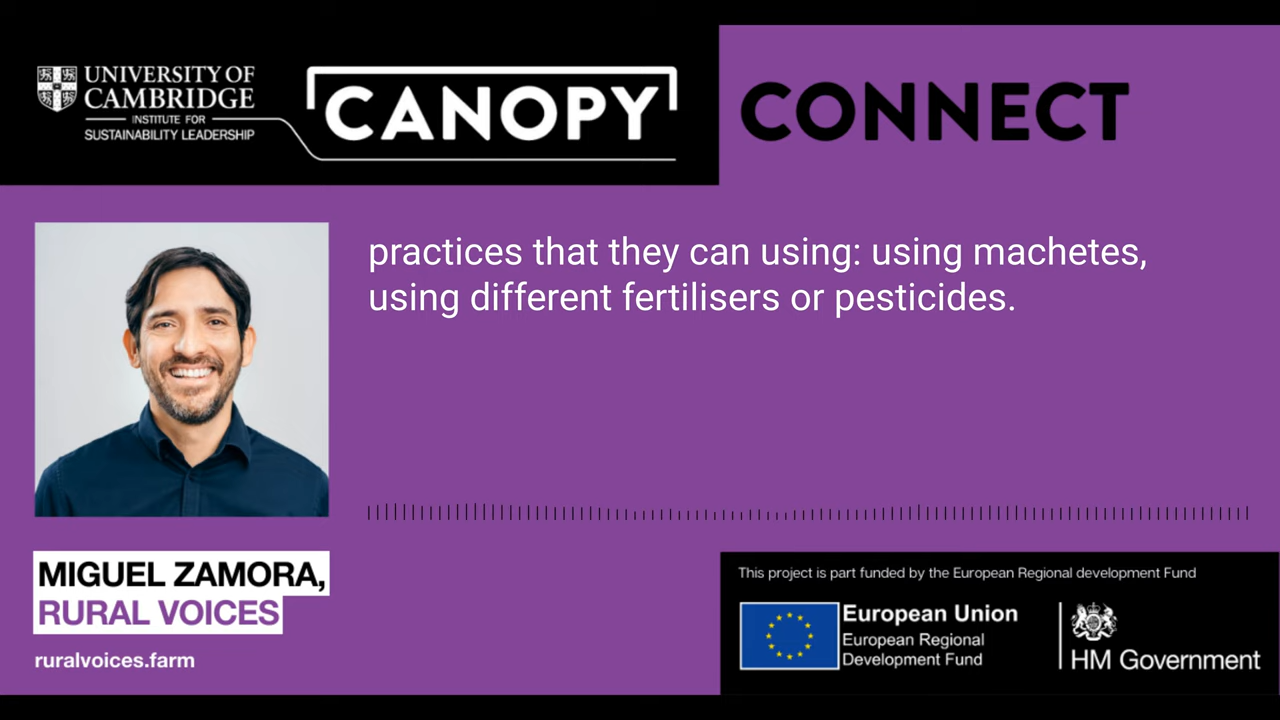 UNIVERSITY OF
CAMBRIDGE
INSTITUTE FOR
SUSTAINABILITY LEADERSHIP
CANOPY
CONNECT
practices that they can using: using machetes,
using different fertilisers or pesticides.
MIGUEL ZAMORA,
RURAL VOICES
ruralvoices.farm
This project is part funded by the European Regional development Fund
European Union
European Regional
Development Fund
HM Government